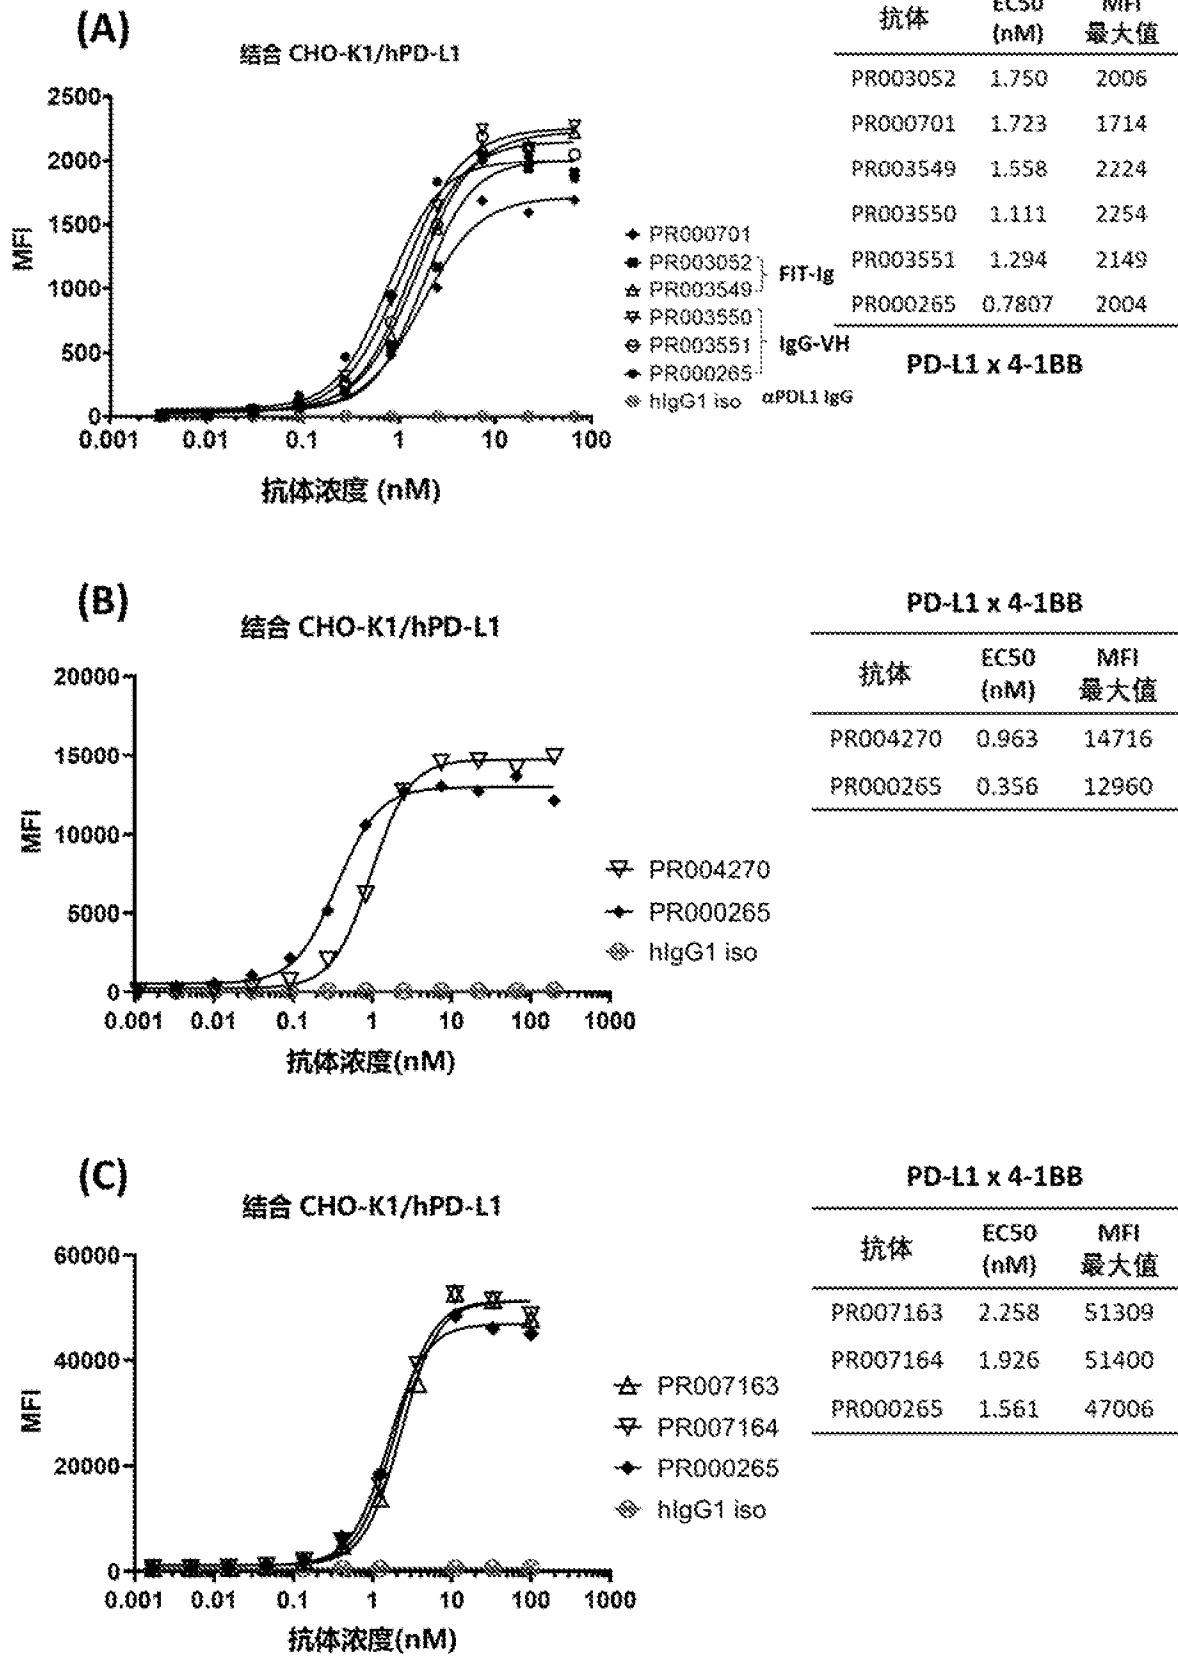 (A)
结合 CHO-K1/hPD-L1
2500
2000
1500
1000
500
0
MFI
0.001 0.01 0.1 1 10 100
抗体浓度 (nM)
PR000701
PR003052
PR003549
FIT-Ig
PR003550
PR003551
IgG-VH
PR000265
hIgG1 iso
αPDL1 IgG
抗体 EC50 (nM) MFI 最大值
PR003052 1.750 2006
PR000701 1.723 1714
PR003549 1.558 2224
PR003550 1.111 2254
PR003551 1.294 2149
PR000265 0.7807 2004
PD-L1 x 4-1BB
(B)
结合 CHO-K1/hPD-L1
20000
15000
10000
5000
0
MFI
0.001 0.01 0.1 1 10 100 1000
抗体浓度(nM)
PR004270
PR000265
hIgG1 iso
PD-L1 x 4-1BB
抗体 EC50 (nM) MFI 最大值
PR004270 0.963 14716
PR000265 0.356 12960
(C)
结合 CHO-K1/hPD-L1
60000
40000
20000
0
MFI
0.001 0.01 0.1 1 10 100 1000
抗体浓度(nM)
PR007163
PR007164
PR000265
hIgG1 iso
PD-L1 x 4-1BB
抗体 EC50 (nM) MFI 最大值
PR007163 2.258 51309
PR007164 1.926 51400
PR000265 1.561 47006